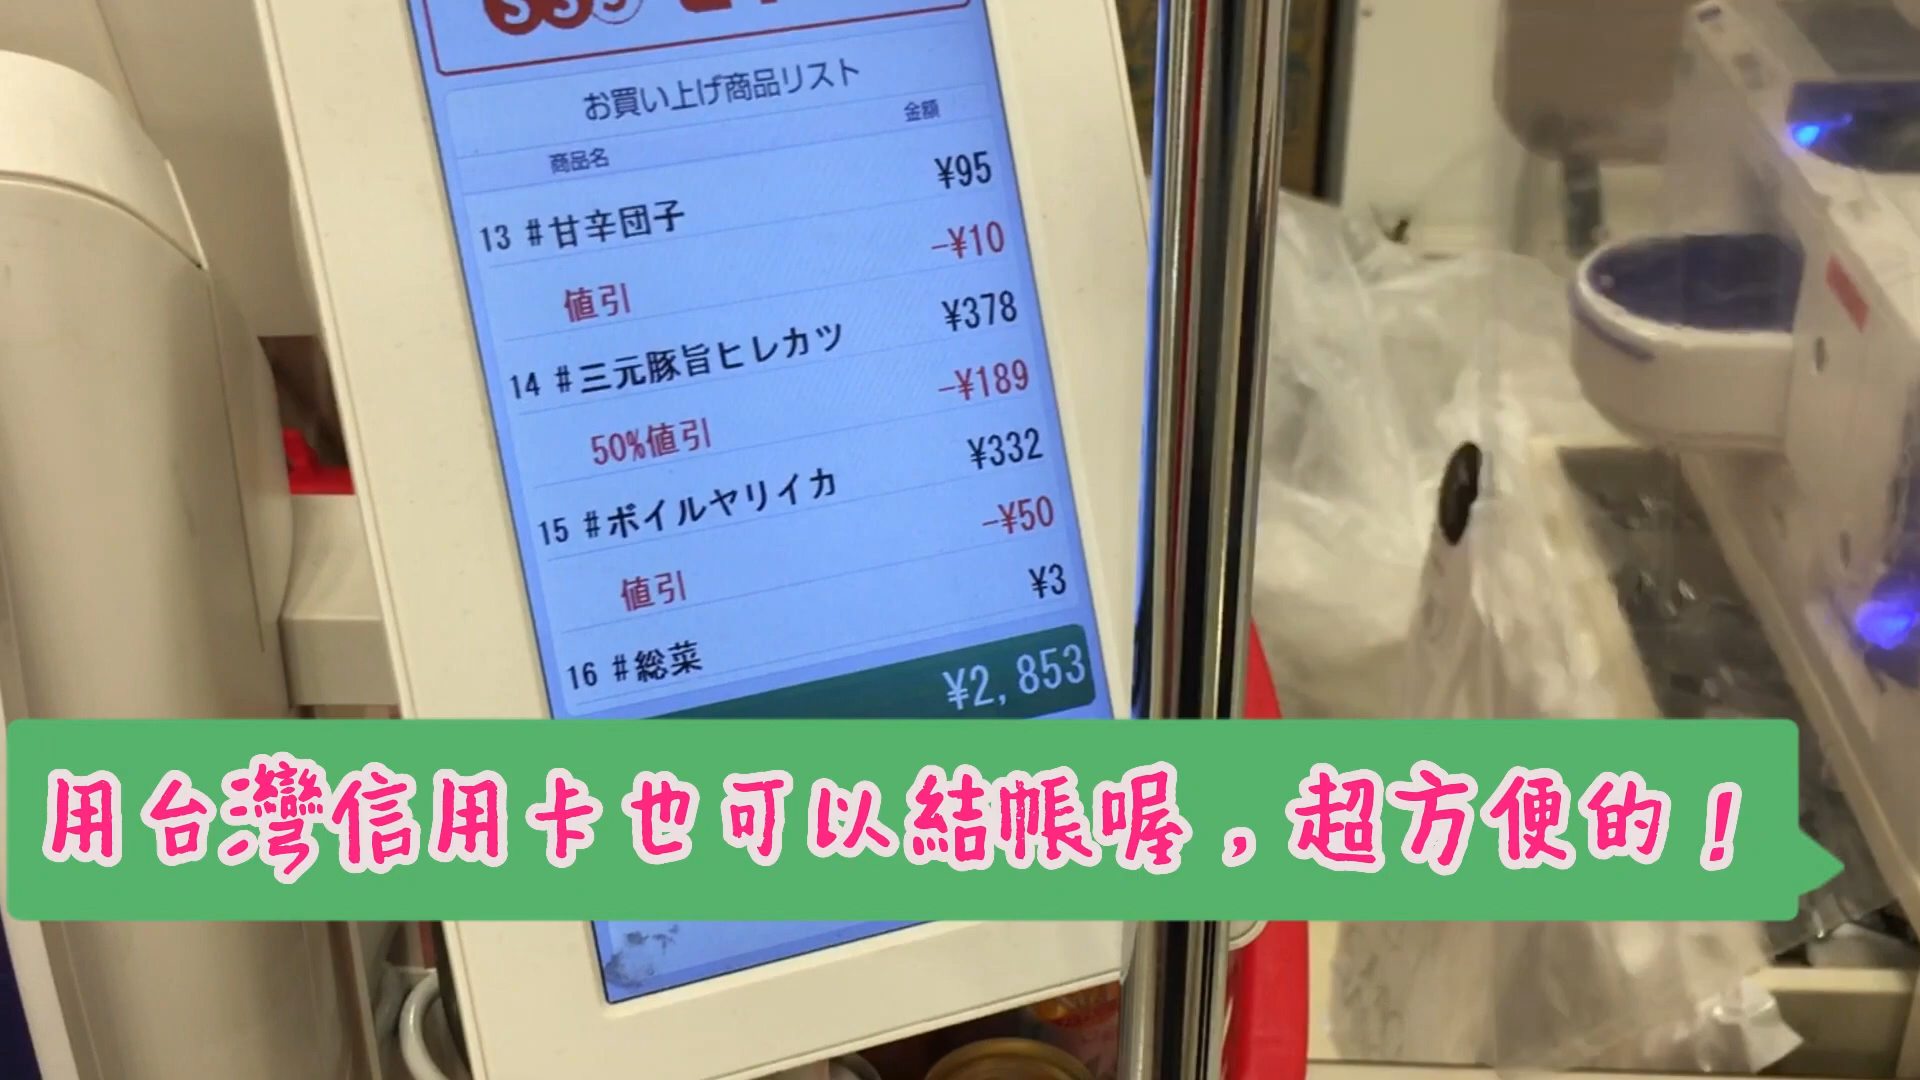 お買い上げ商品リスト
商品名 金額
¥95
13 #甘辛団子
-¥10
値引
¥378
14 #三元豚旨ヒレカツ
-¥189
50%値引
¥332
15 #ボイルヤリイカ
-¥50
値引
¥3
16 #総菜
¥2,853
用台灣信用卡也可以結帳喔,超方便的!